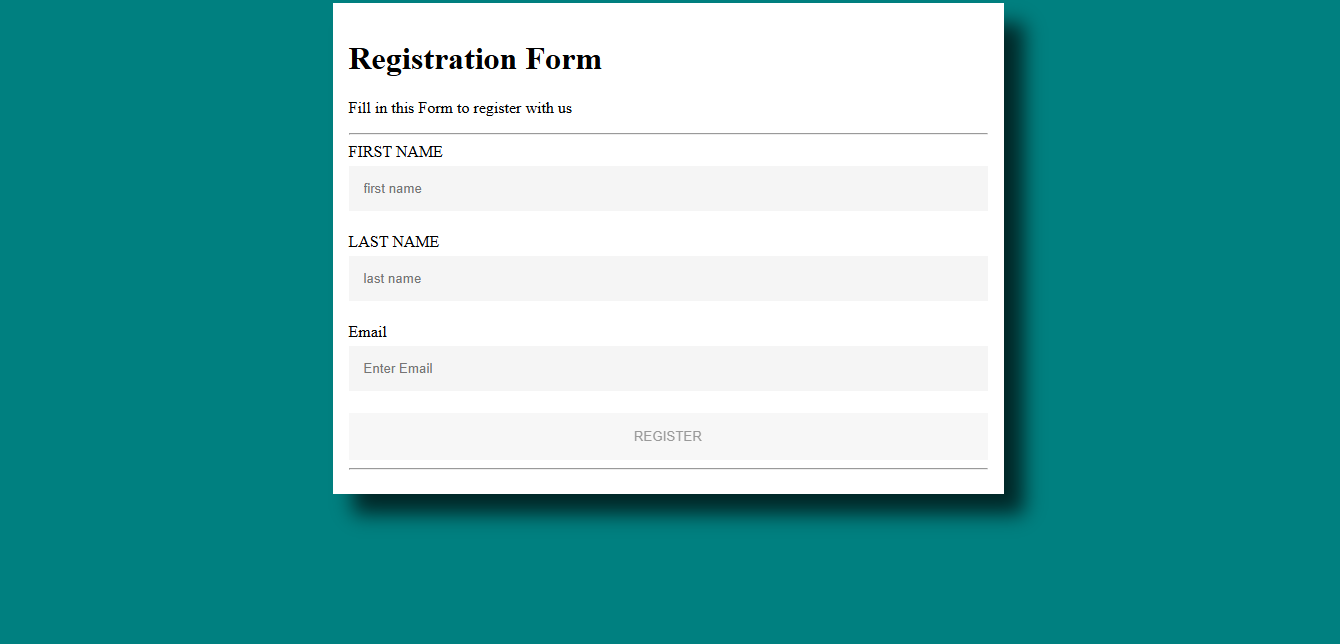 Registration Form
Fill in this Form to register with us
FIRST NAME
first name
LAST NAME
last name
Email
Enter Email
REGISTER